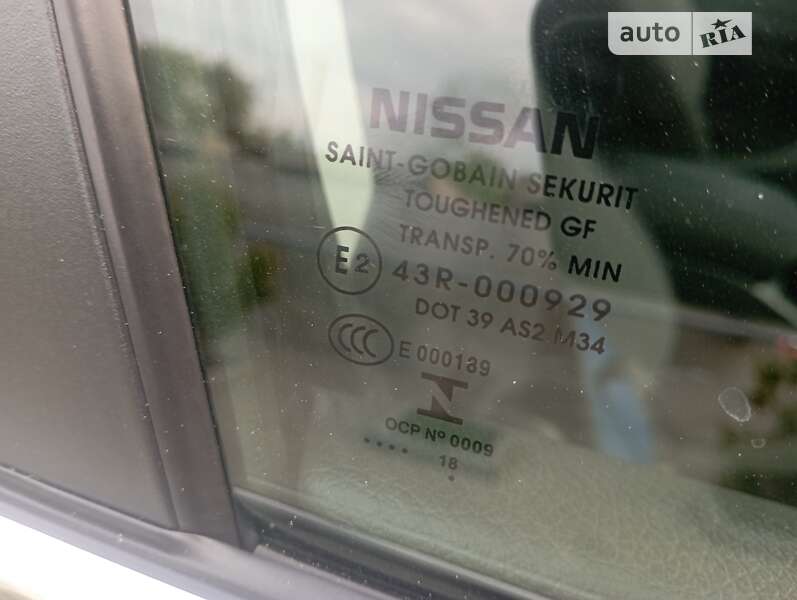 auto RIA
NISSAN
SAINT-GOBAIN SEKURIT
TOUGHENED GF
TRANSP. 70% MIN
E2 43R-000929
DOT 39 AS2 M34
CCC E 000189
N
OCP Nº 0009
....
18
.